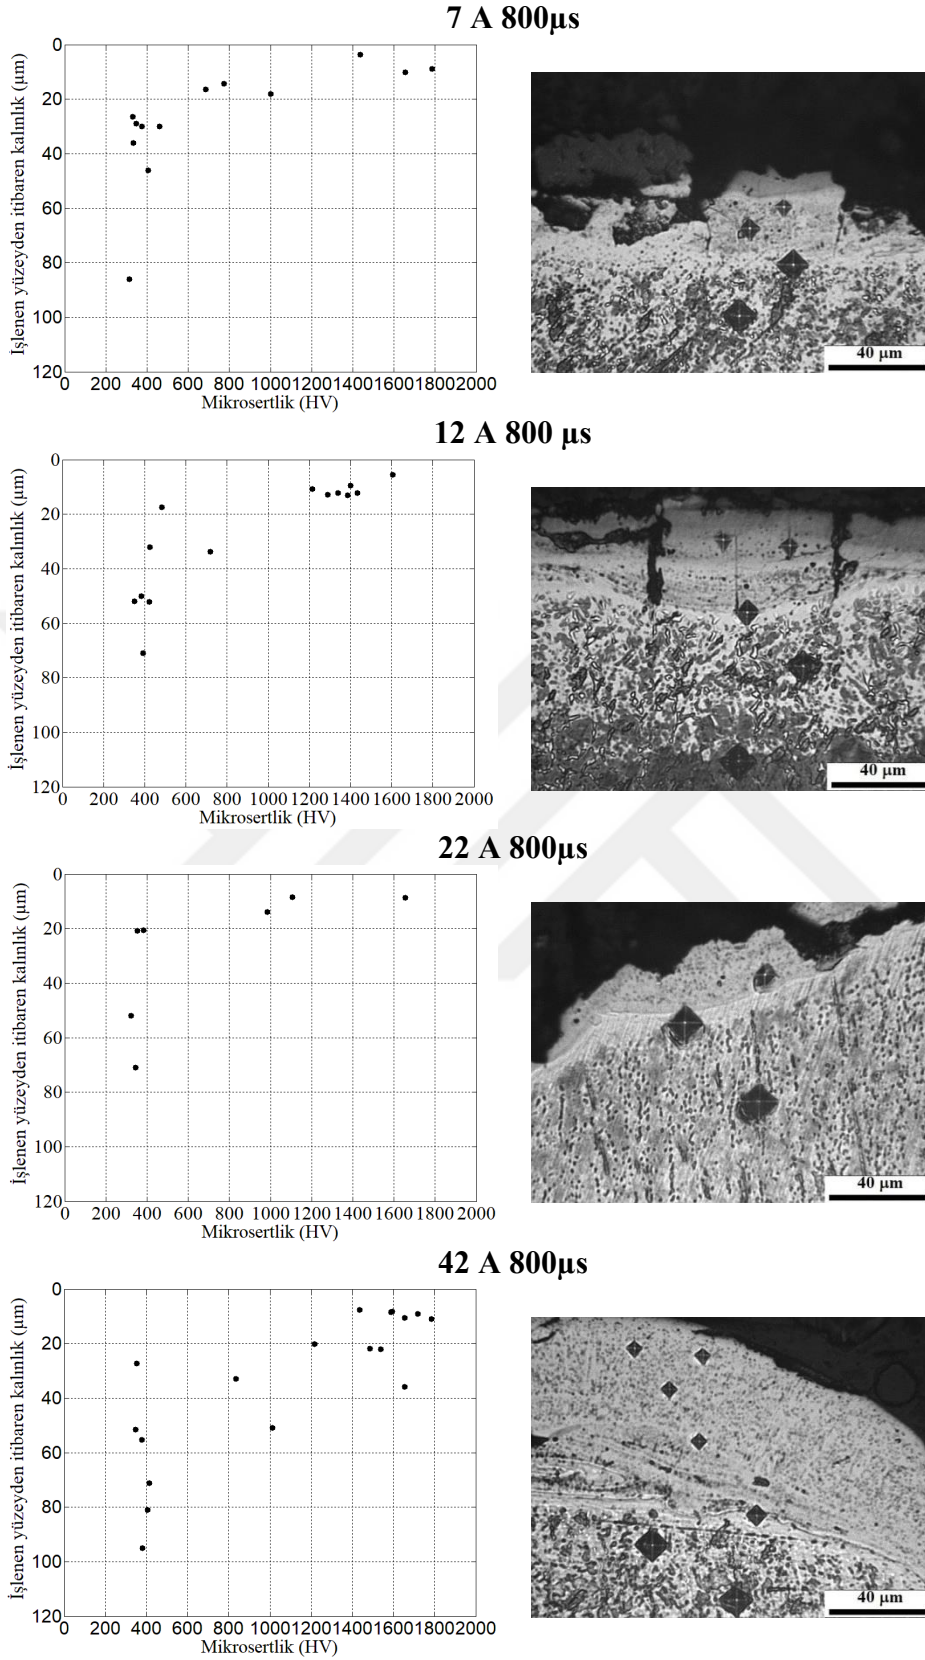 7 A 800µs
0
20
40
60
80
100
120
İşlenen yüzeyden itibaren kalınlık (µm)
0 200 400 600 800 1000 1200 1400 1600 1800 2000
Mikrosertlik (HV)
40 µm
12 A 800 µs
0
20
40
60
80
100
120
İşlenen yüzeyden itibaren kalınlık (µm)
0 200 400 600 800 1000 1200 1400 1600 1800 2000
Mikrosertlik (HV)
40 µm
22 A 800µs
0
20
40
60
80
100
120
İşlenen yüzeyden itibaren kalınlık (µm)
0 200 400 600 800 1000 1200 1400 1600 1800 2000
Mikrosertlik (HV)
40 µm
42 A 800µs
0
20
40
60
80
100
120
İşlenen yüzeyden itibaren kalınlık (µm)
0 200 400 600 800 1000 1200 1400 1600 1800 2000
Mikrosertlik (HV)
40 µm